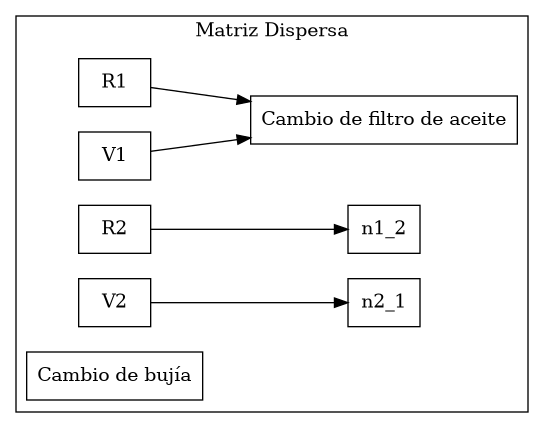 Matriz Dispersa
R1
Cambio de filtro de aceite
V1
R2
n1_2
V2
n2_1
Cambio de bujía